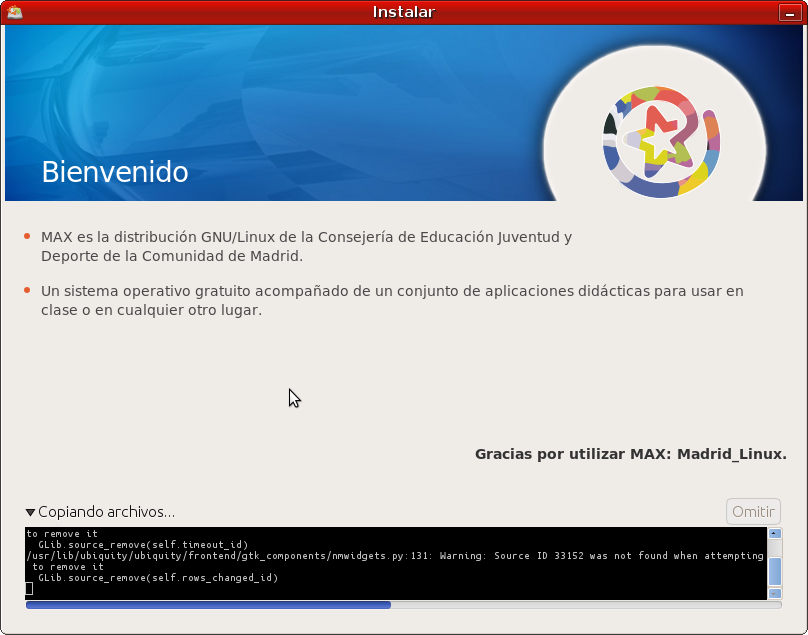 Instalar
Bienvenido
MAX es la distribución GNU/Linux de la Consejería de Educación Juventud y
Deporte de la Comunidad de Madrid.
Un sistema operativo gratuito acompañado de un conjunto de aplicaciones didácticas para usar en
clase o en cualquier otro lugar.
Gracias por utilizar MAX: Madrid_Linux.
Copiando archivos...
Omitir
to remove it
GLib.source_remove(self.timeout_id)
/usr/lib/ubiquity/ubiquity/frontend/gtk_components/nmwidgets.py:131: Warning: Source ID 33152 was not found when attempting
to remove it
GLib.source_remove(self.rows_changed_id)